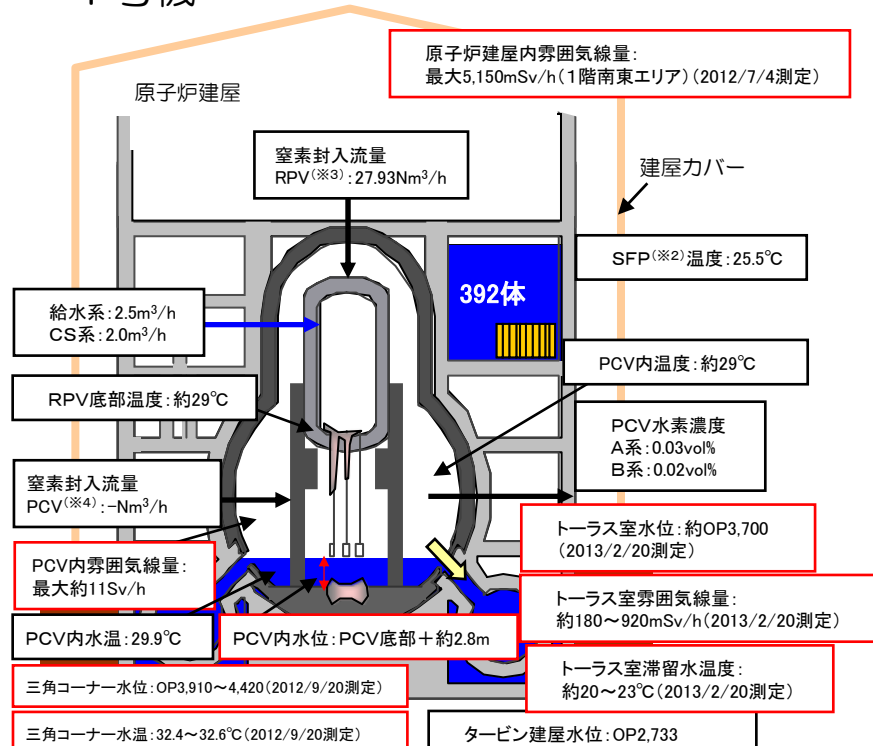 1号機
原子炉建屋内雰囲気線量:
最大5,150mSv/h(1階南東エリア)(2012/7/4測定)
原子炉建屋
窒素封入流量
RPV(※3):27.93Nm³/h
建屋カバー
SFP(※2)温度:25.5℃
392体
給水系:2.5m³/h
CS系:2.0m³/h
PCV内温度:約29℃
RPV底部温度:約29℃
PCV水素濃度
A系:0.03vol%
B系:0.02vol%
窒素封入流量
PCV(※4):-Nm³/h
トーラス室水位:約OP3,700
(2013/2/20測定)
PCV内雰囲気線量:
最大約11Sv/h
トーラス室雰囲気線量:
約180~920mSv/h(2013/2/20測定)
PCV内水温:29.9℃
PCV内水位:PCV底部+約2.8m
トーラス室滞留水温度:
約20~23℃(2013/2/20測定)
三角コーナー水位:OP3,910~4,420(2012/9/20測定)
三角コーナー水温:32.4~32.6℃(2012/9/20測定)
タービン建屋水位:OP2,733